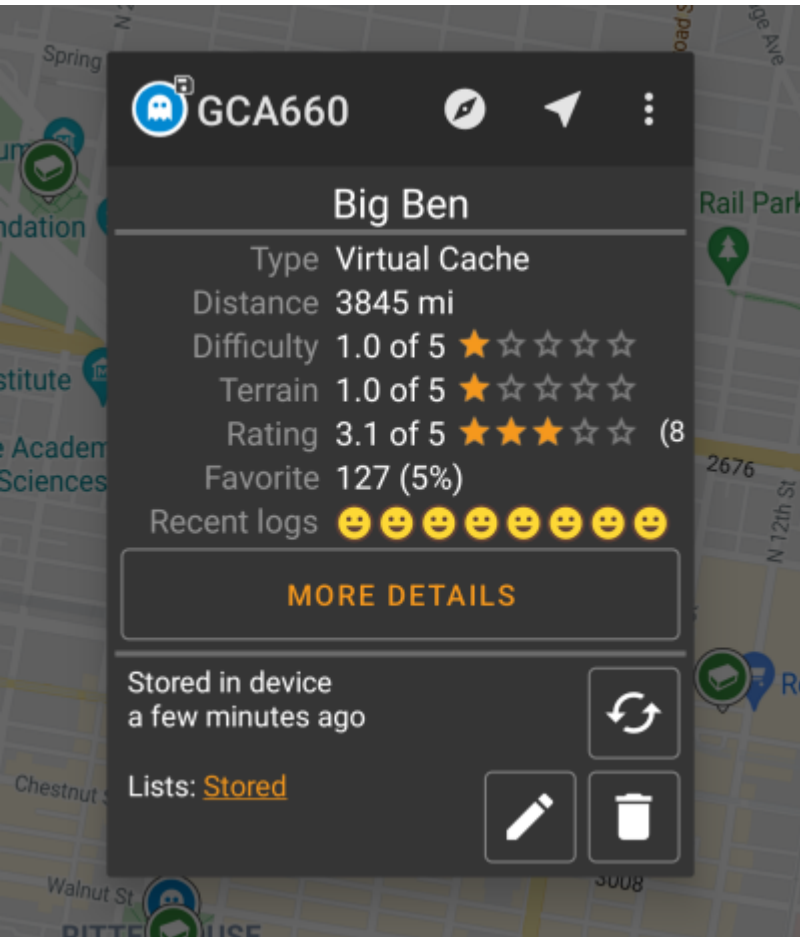 Spring
GCA660
Big Ben
Rail Park
ndation
Type Virtual Cache
Distance 3845 mi
Difficulty 1.0 of 5
stitute
Terrain 1.0 of 5
Rating 3.1 of 5 (8
e Academ
Sciences
Favorite 127 (5%)
2676
Recent logs
N 12th St
MORE DETAILS
Stored in device
a few minutes ago
Lists: Stored
Chestnut S
Walnut St
3008
RITTE USE